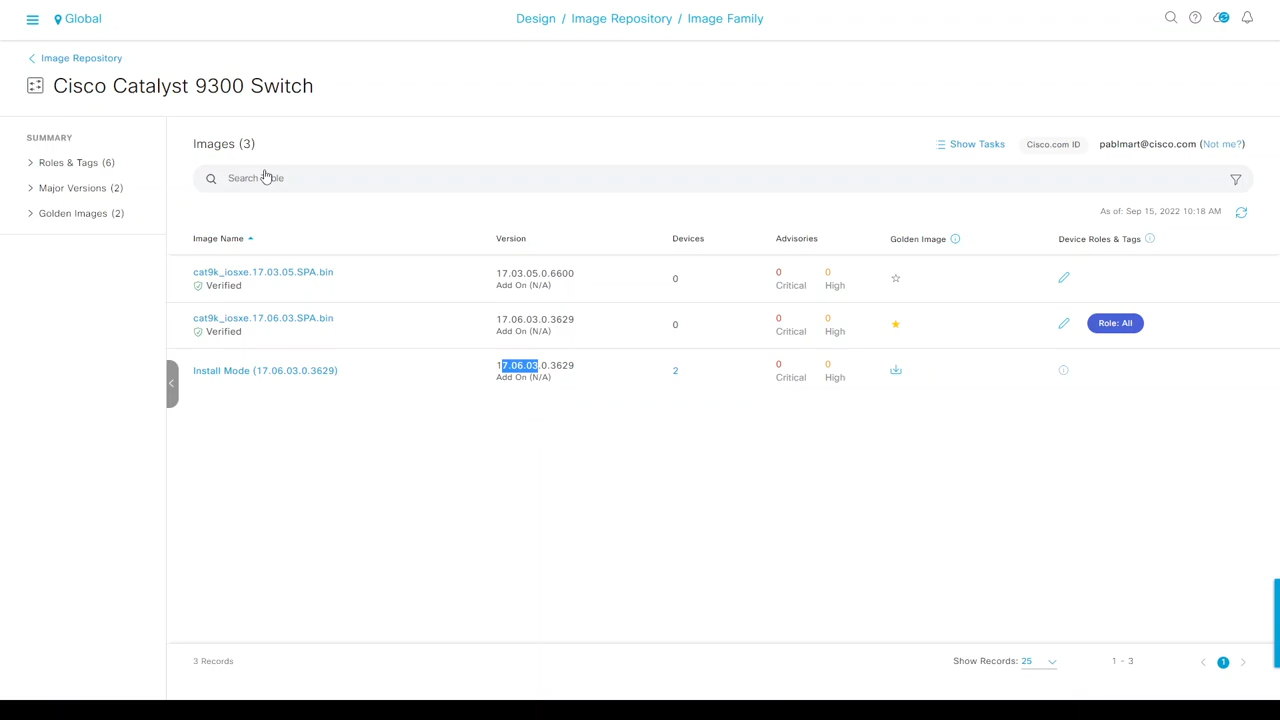 Global
Design / Image Repository / Image Family
Image Repository
Cisco Catalyst 9300 Switch
SUMMARY
Roles & Tags (6)
Major Versions (2)
Golden Images (2)
Images (3)
Show Tasks
Cisco.com ID
pablmart@cisco.com (Not me?)
Search
As of: Sep 15, 2022 10:18 AM
Image Name Version Devices Advisories Golden Image Device Roles & Tags
cat9k_iosxe.17.03.05.SPA.bin 17.03.05.0.6600 0 0 0
Verified Add On (N/A) Critical High
cat9k_iosxe.17.06.03.SPA.bin 17.06.03.0.3629 0 0 0 Role: All
Verified Add On (N/A) Critical High
Install Mode (17.06.03.0.3629) 17.06.03.0.3629 2 0 0
Add On (N/A) Critical High
3 Records
Show Records: 25
1 - 3
1